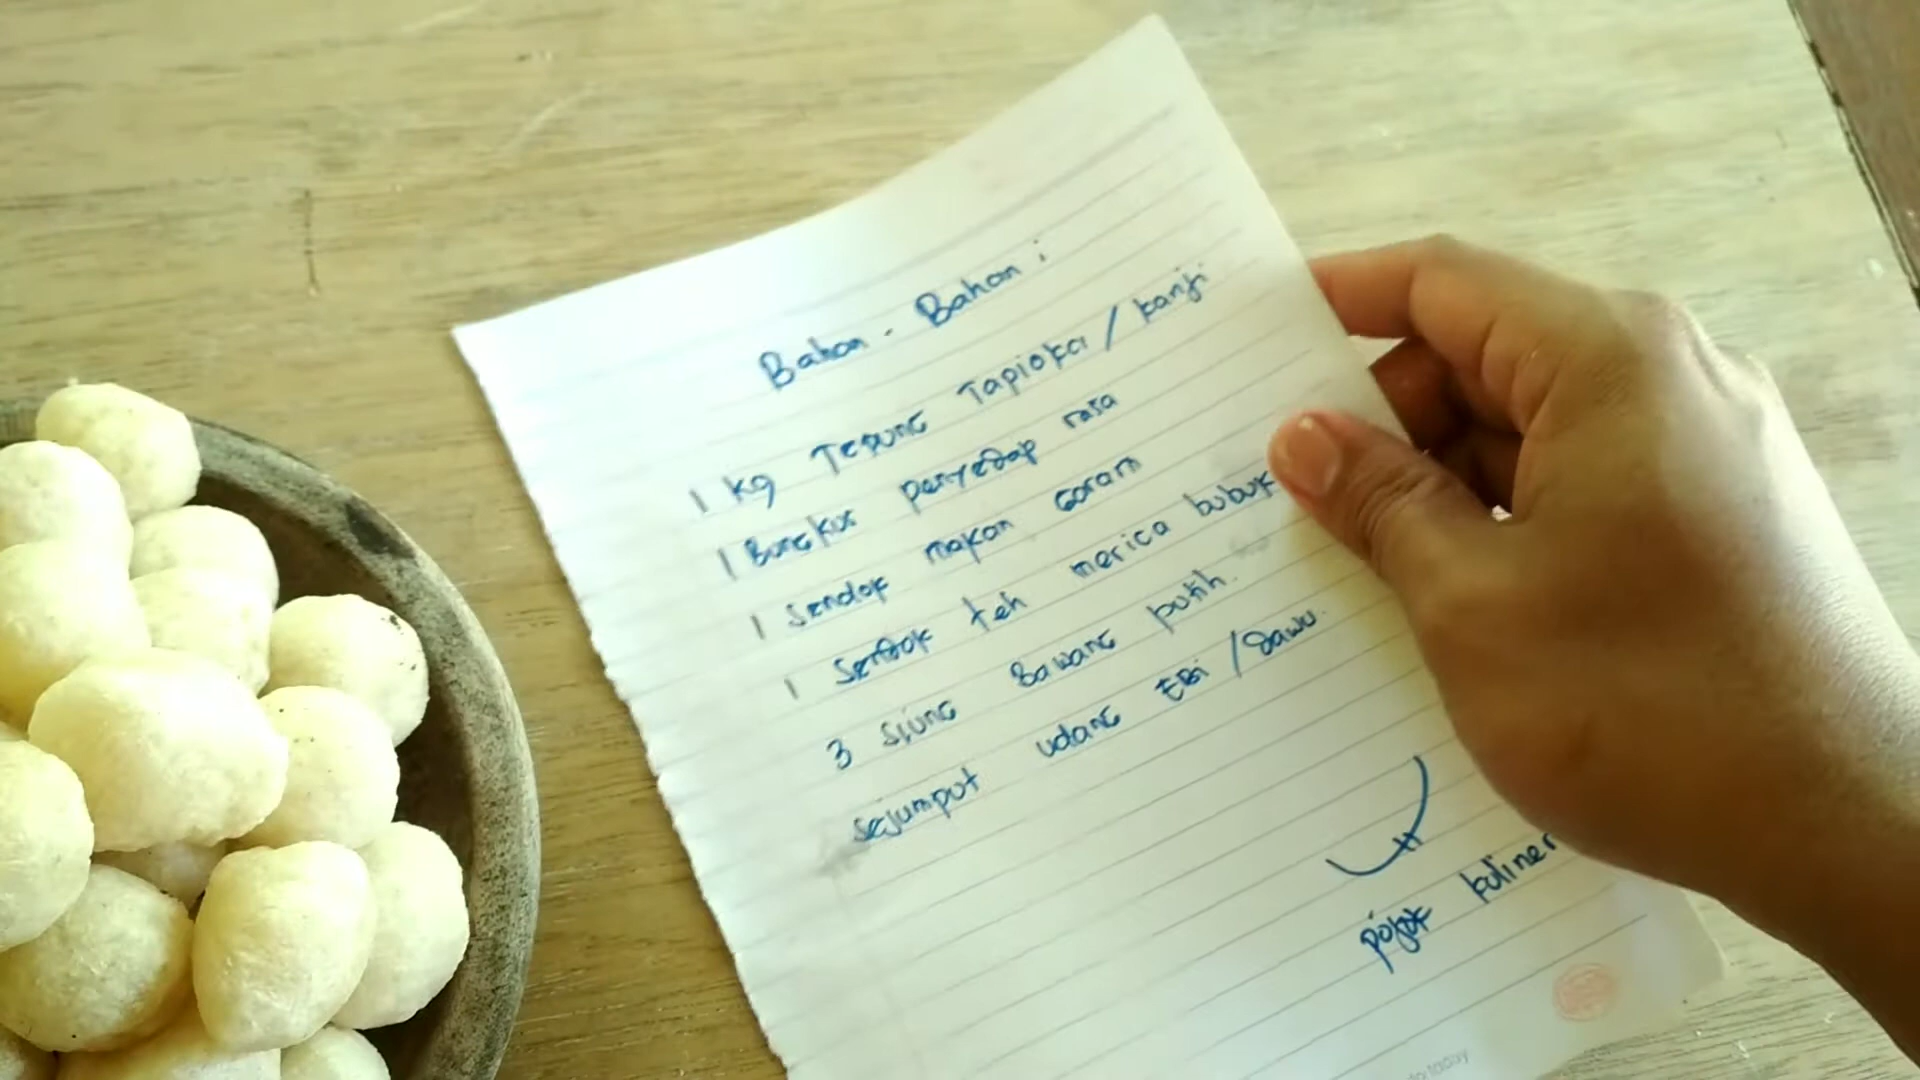 Bahan - Bahan :
1 kg Tepung Tapioka / kanji
1 Bungkus penyedap rasa
1 Sendok makan Garam
1 Sendok teh merica bubuk
3 siung Bawang putih.
sejumput udang EBI /
pojok kuliner
today